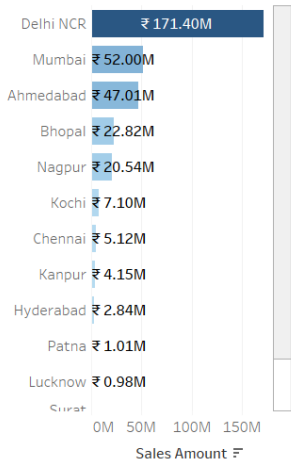 Delhi NCR ₹ 171.40M
Mumbai ₹ 52.00M
Ahmedabad ₹ 47.01M
Bhopal ₹ 22.82M
Nagpur ₹ 20.54M
Kochi ₹ 7.10M
Chennai ₹ 5.12M
Kanpur ₹ 4.15M
Hyderabad ₹ 2.84M
Patna ₹ 1.01M
Lucknow ₹ 0.98M
Surat
0M 50M 100M 150M
Sales Amount